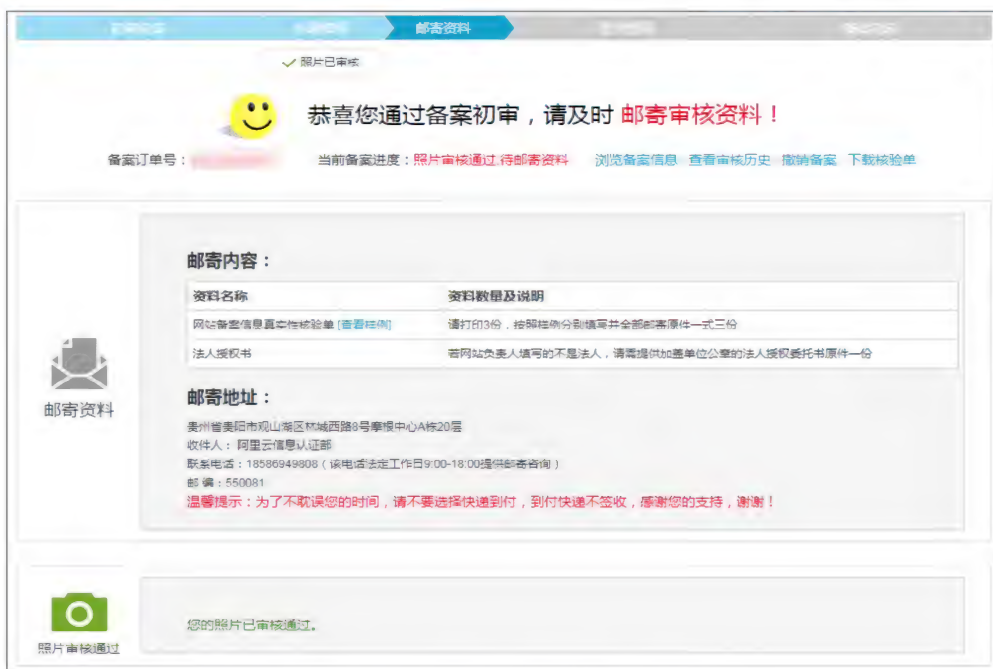 邮寄资料
照片已审核
恭喜您通过备案初审，请及时 邮寄审核资料！
备案订单号： 当前备案进度：照片审核通过,待邮寄资料 浏览备案信息 查看审核历史 撤销备案 下载核验单
邮寄内容：
资料名称 资料数量及说明
网站备案信息真实性核验单 [查看样例] 请打印3份，按照样例分别填写并全部邮寄原件一式三份
法人授权书 若网站负责人填写的不是法人，请需提供加盖单位公章的法人授权委托书原件一份
邮寄资料
邮寄地址：
贵州省贵阳市观山湖区林城西路8号摩根中心A栋20层
收件人： 阿里云信息认证部
联系电话：18586949808（该电话法定工作日9:00-18:00提供邮寄咨询）
邮 编：550081
温馨提示：为了不耽误您的时间，请不要选择快递到付，到付快递不签收，感谢您的支持，谢谢！
您的照片已审核通过。
照片审核通过